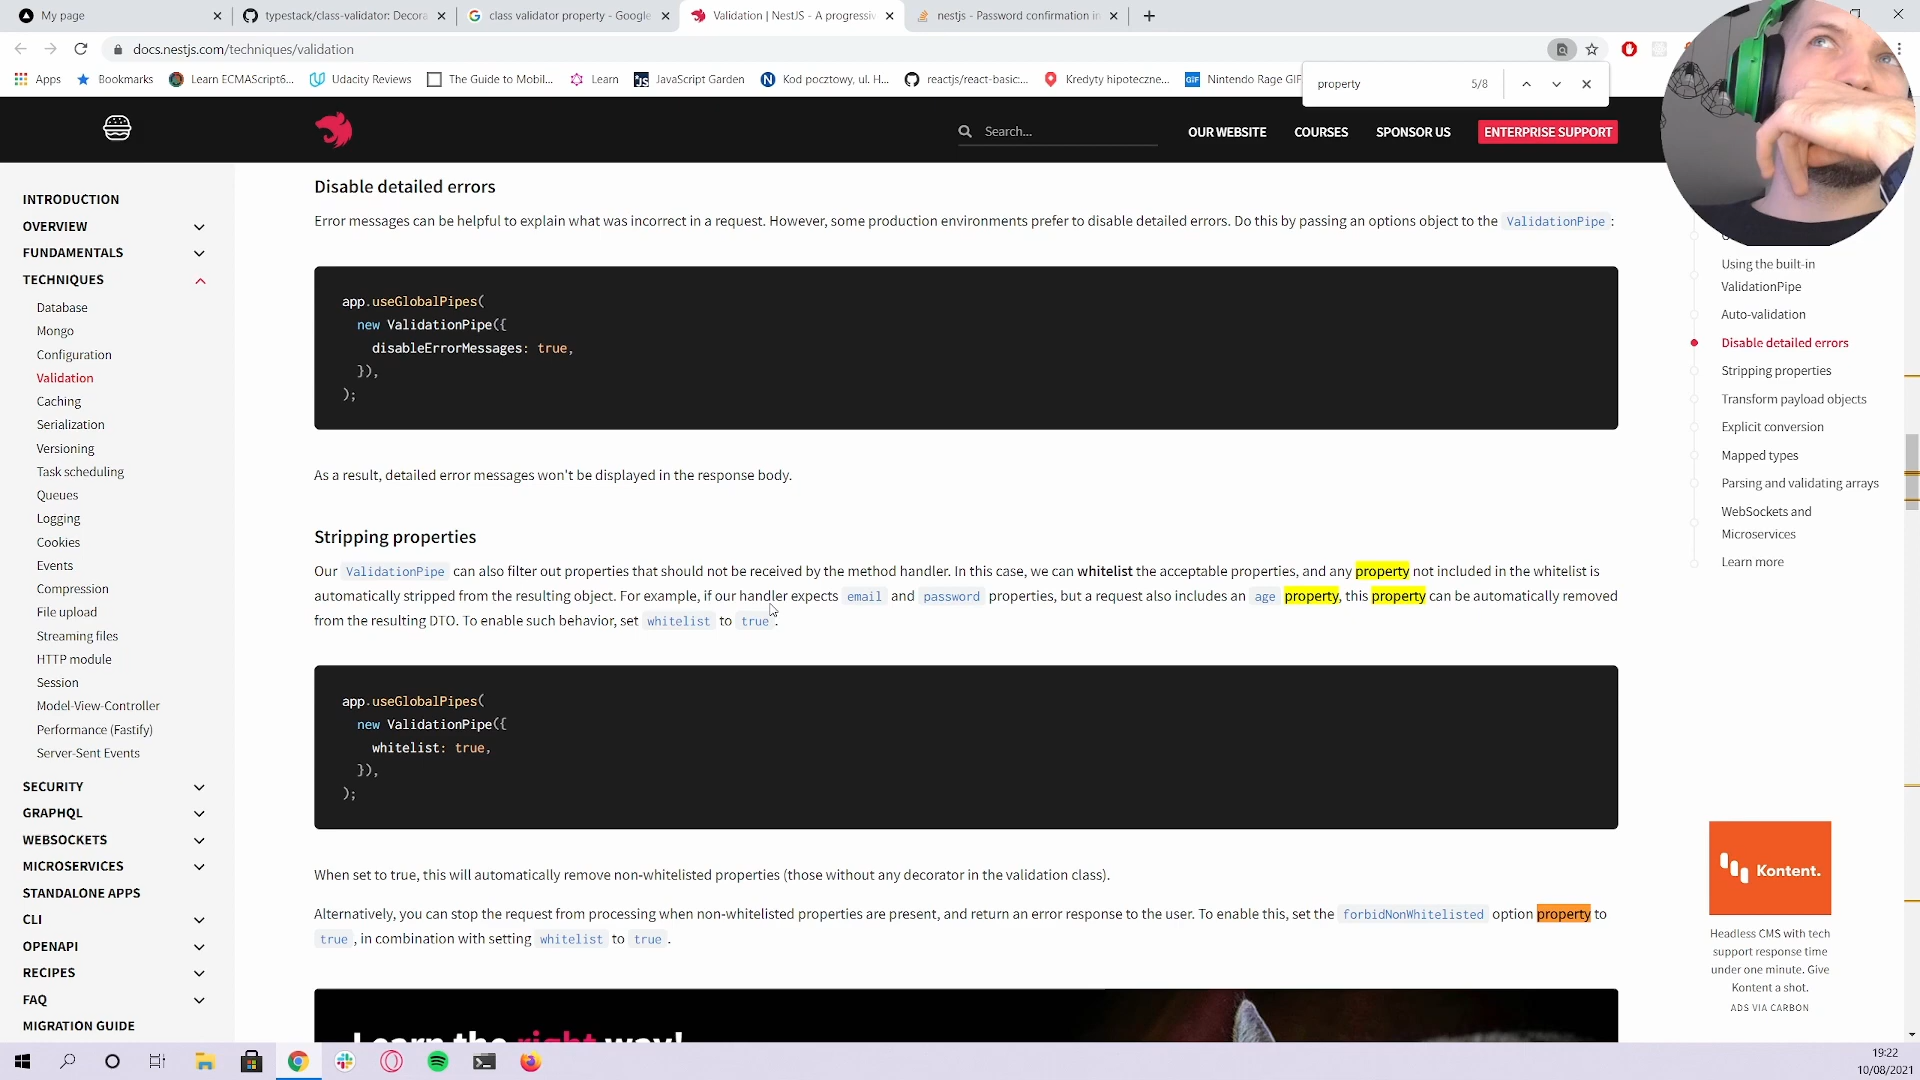 My page
typestack/class-validator: Decora
class validator property - Google
Validation | NestJS - A progressiv
nestjs - Password confirmation in
docs.nestjs.com/techniques/validation
Apps
Bookmarks
Learn ECMAScript6...
Udacity Reviews
The Guide to Mobil...
Learn
JavaScript Garden
Kod pocztowy, ul. H...
reactjs/react-basic:...
Kredyty hipoteczne...
GIF
Nintendo Rage GIF
property
5/8
Search...
OUR WEBSITE
COURSES
SPONSOR US
ENTERPRISE SUPPORT
INTRODUCTION
OVERVIEW
FUNDAMENTALS
TECHNIQUES
Database
Mongo
Configuration
Validation
Caching
Serialization
Versioning
Task scheduling
Queues
Logging
Cookies
Events
Compression
File upload
Streaming files
HTTP module
Session
Model-View-Controller
Performance (Fastify)
Server-Sent Events
SECURITY
GRAPHQL
WEBSOCKETS
MICROSERVICES
STANDALONE APPS
CLI
OPENAPI
RECIPES
FAQ
MIGRATION GUIDE
Disable detailed errors
Error messages can be helpful to explain what was incorrect in a request. However, some production environments prefer to disable detailed errors. Do this by passing an options object to the ValidationPipe :
app.useGlobalPipes(
new ValidationPipe({
disableErrorMessages: true,
}),
);
As a result, detailed error messages won't be displayed in the response body.
Stripping properties
Our ValidationPipe can also filter out properties that should not be received by the method handler. In this case, we can whitelist the acceptable properties, and any property not included in the whitelist is
automatically stripped from the resulting object. For example, if our handler expects email and password properties, but a request also includes an age property, this property can be automatically removed
from the resulting DTO. To enable such behavior, set whitelist to true .
app.useGlobalPipes(
new ValidationPipe({
whitelist: true,
}),
);
When set to true, this will automatically remove non-whitelisted properties (those without any decorator in the validation class).
Alternatively, you can stop the request from processing when non-whitelisted properties are present, and return an error response to the user. To enable this, set the forbidNonWhitelisted option property to
true , in combination with setting whitelist to true .
Learn the right way!
Using the built-in
ValidationPipe
Auto-validation
Disable detailed errors
Stripping properties
Transform payload objects
Explicit conversion
Mapped types
Parsing and validating arrays
WebSockets and
Microservices
Learn more
Kontent.
Headless CMS with tech
support response time
under one minute. Give
Kontent a shot.
ADS VIA CARBON
19:22
10/08/2021